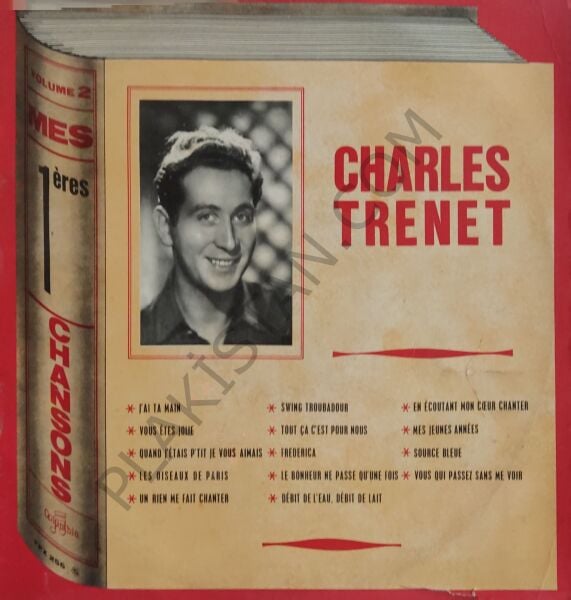 VOLUME 2
MES
1ères
CHANSONS
CHARLES
TRENET
* J'AI TA MAIN
* VOUS ÊTES JOLIE
* QUAND J'ÉTAIS P'TIT JE VOUS AIMAIS
* LES OISEAUX DE PARIS
* UN RIEN ME FAIT CHANTER
* SWING TROUBADOUR
* TOUT ÇA C'EST POUR NOUS
* FRÉDERICA
* LE BONHEUR NE PASSE QU'UNE FOIS
* DÉBIT DE L'EAU, DÉBIT DE LAIT
* EN ÉCOUTANT MON CŒUR CHANTER
* MES JEUNES ANNÉES
* SOURCE BLEUE
* VOUS QUI PASSEZ SANS ME VOIR
PLAKİSTAN.COM